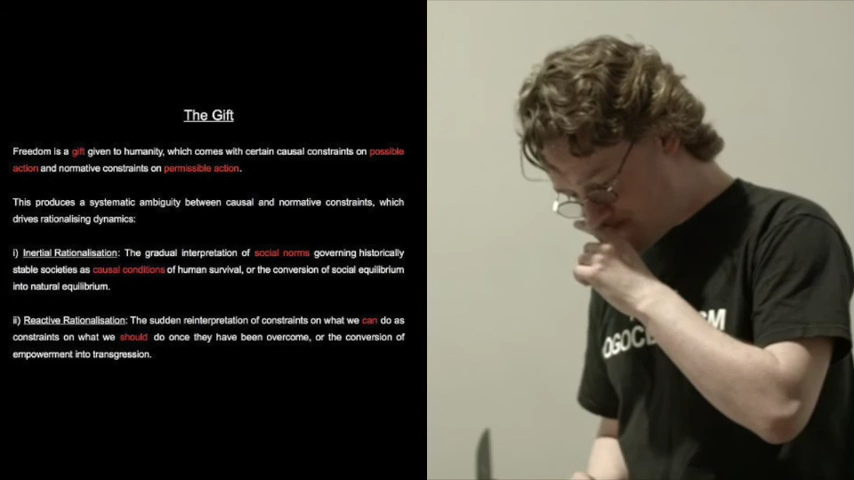 The Gift
Freedom is a gift given to humanity, which comes with certain causal constraints on possible
action and normative constraints on permissible action.
This produces a systematic ambiguity between causal and normative constraints, which
drives rationalising dynamics:
i) Inertial Rationalisation: The gradual interpretation of social norms governing historically
stable societies as causal conditions of human survival, or the conversion of social equilibrium
into natural equilibrium.
ii) Reactive Rationalisation: The sudden reinterpretation of constraints on what we can do as
constraints on what we should do once they have been overcome, or the conversion of
empowerment into transgression.